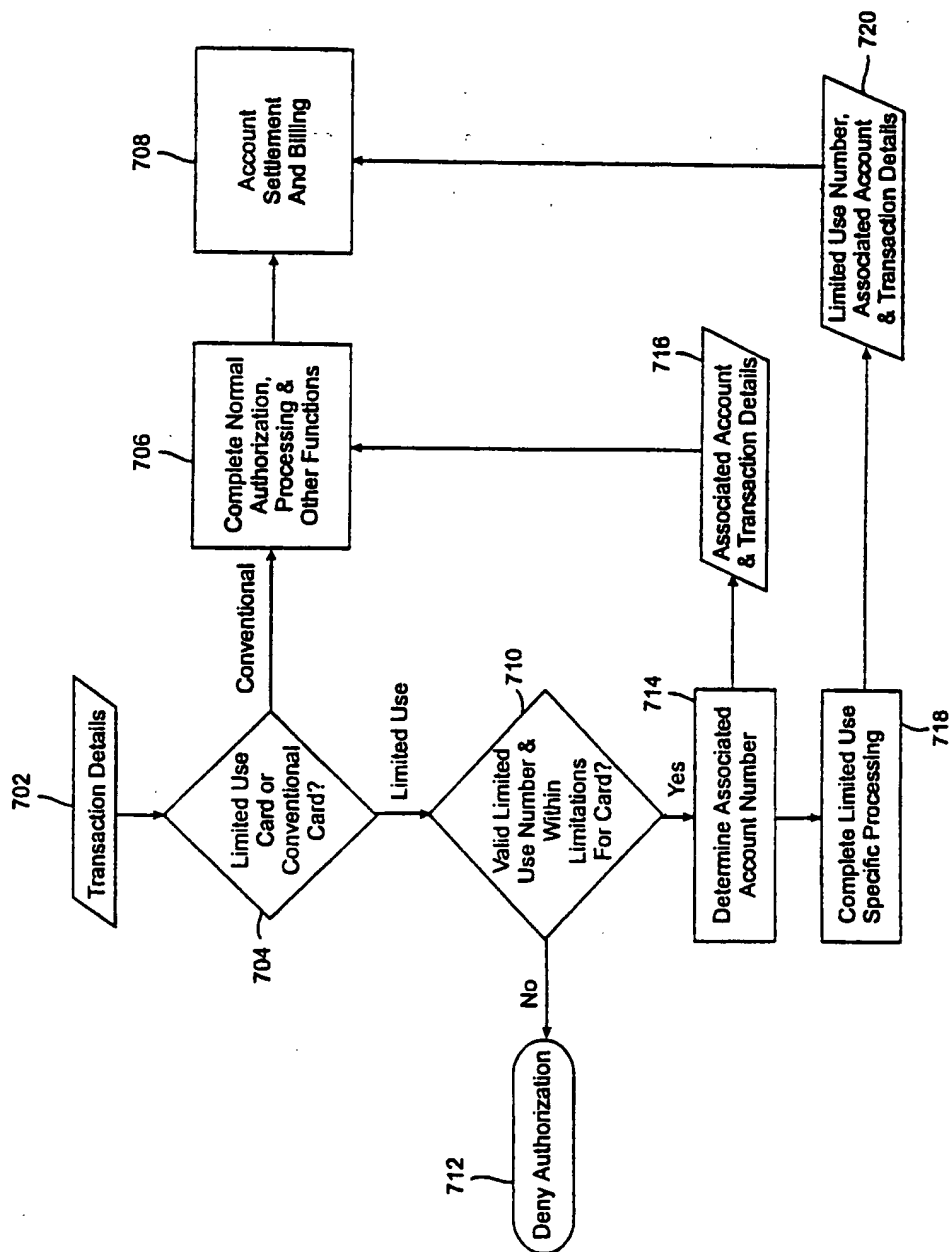 702
Transaction Details
704
Limited Use
Card or
Conventional
Card?
Conventional
706
Complete Normal
Authorization,
Processing &
Other Functions
708
Account
Settlement
And Billing
Limited Use
710
Valid Limited
Use Number &
Within
Limitations
For Card?
No
712
Deny Authorization
Yes
714
Determine Associated
Account Number
716
Associated Account
& Transaction Details
Complete Limited Use
Specific Processing
718
720
Limited Use Number,
Associated Account
& Transaction Details